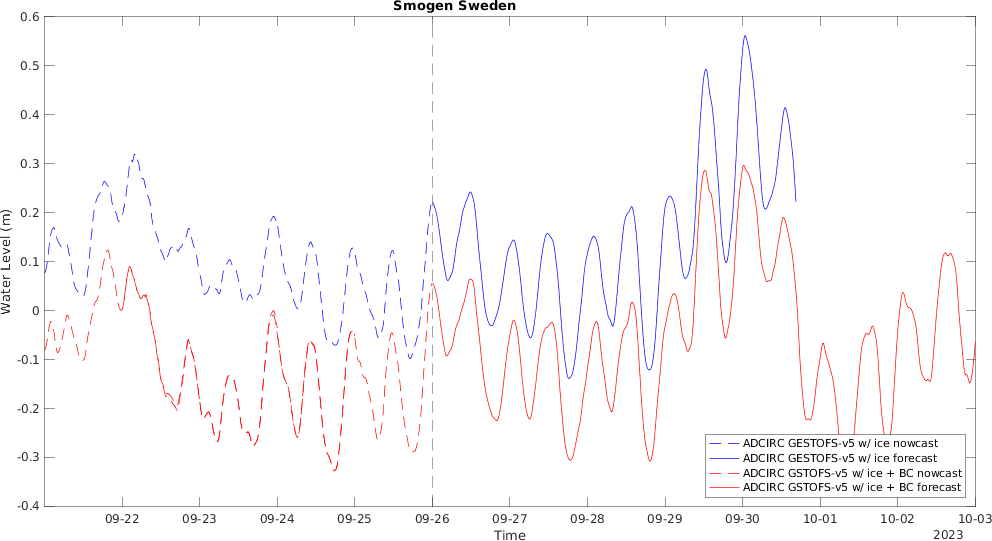 Smogen Sweden
0.6
0.5
0.4
0.3
0.2
0.1
0
-0.1
-0.2
-0.3
-0.4
Water Level (m)
ADCIRC GESTOFS-v5 w/ ice nowcast
ADCIRC GESTOFS-v5 w/ ice forecast
ADCIRC GSTOFS-v5 w/ ice + BC nowcast
ADCIRC GSTOFS-v5 w/ ice + BC forecast
09-22 09-23 09-24 09-25 09-26 09-27 09-28 09-29 09-30 10-01 10-02 10-03
Time
2023